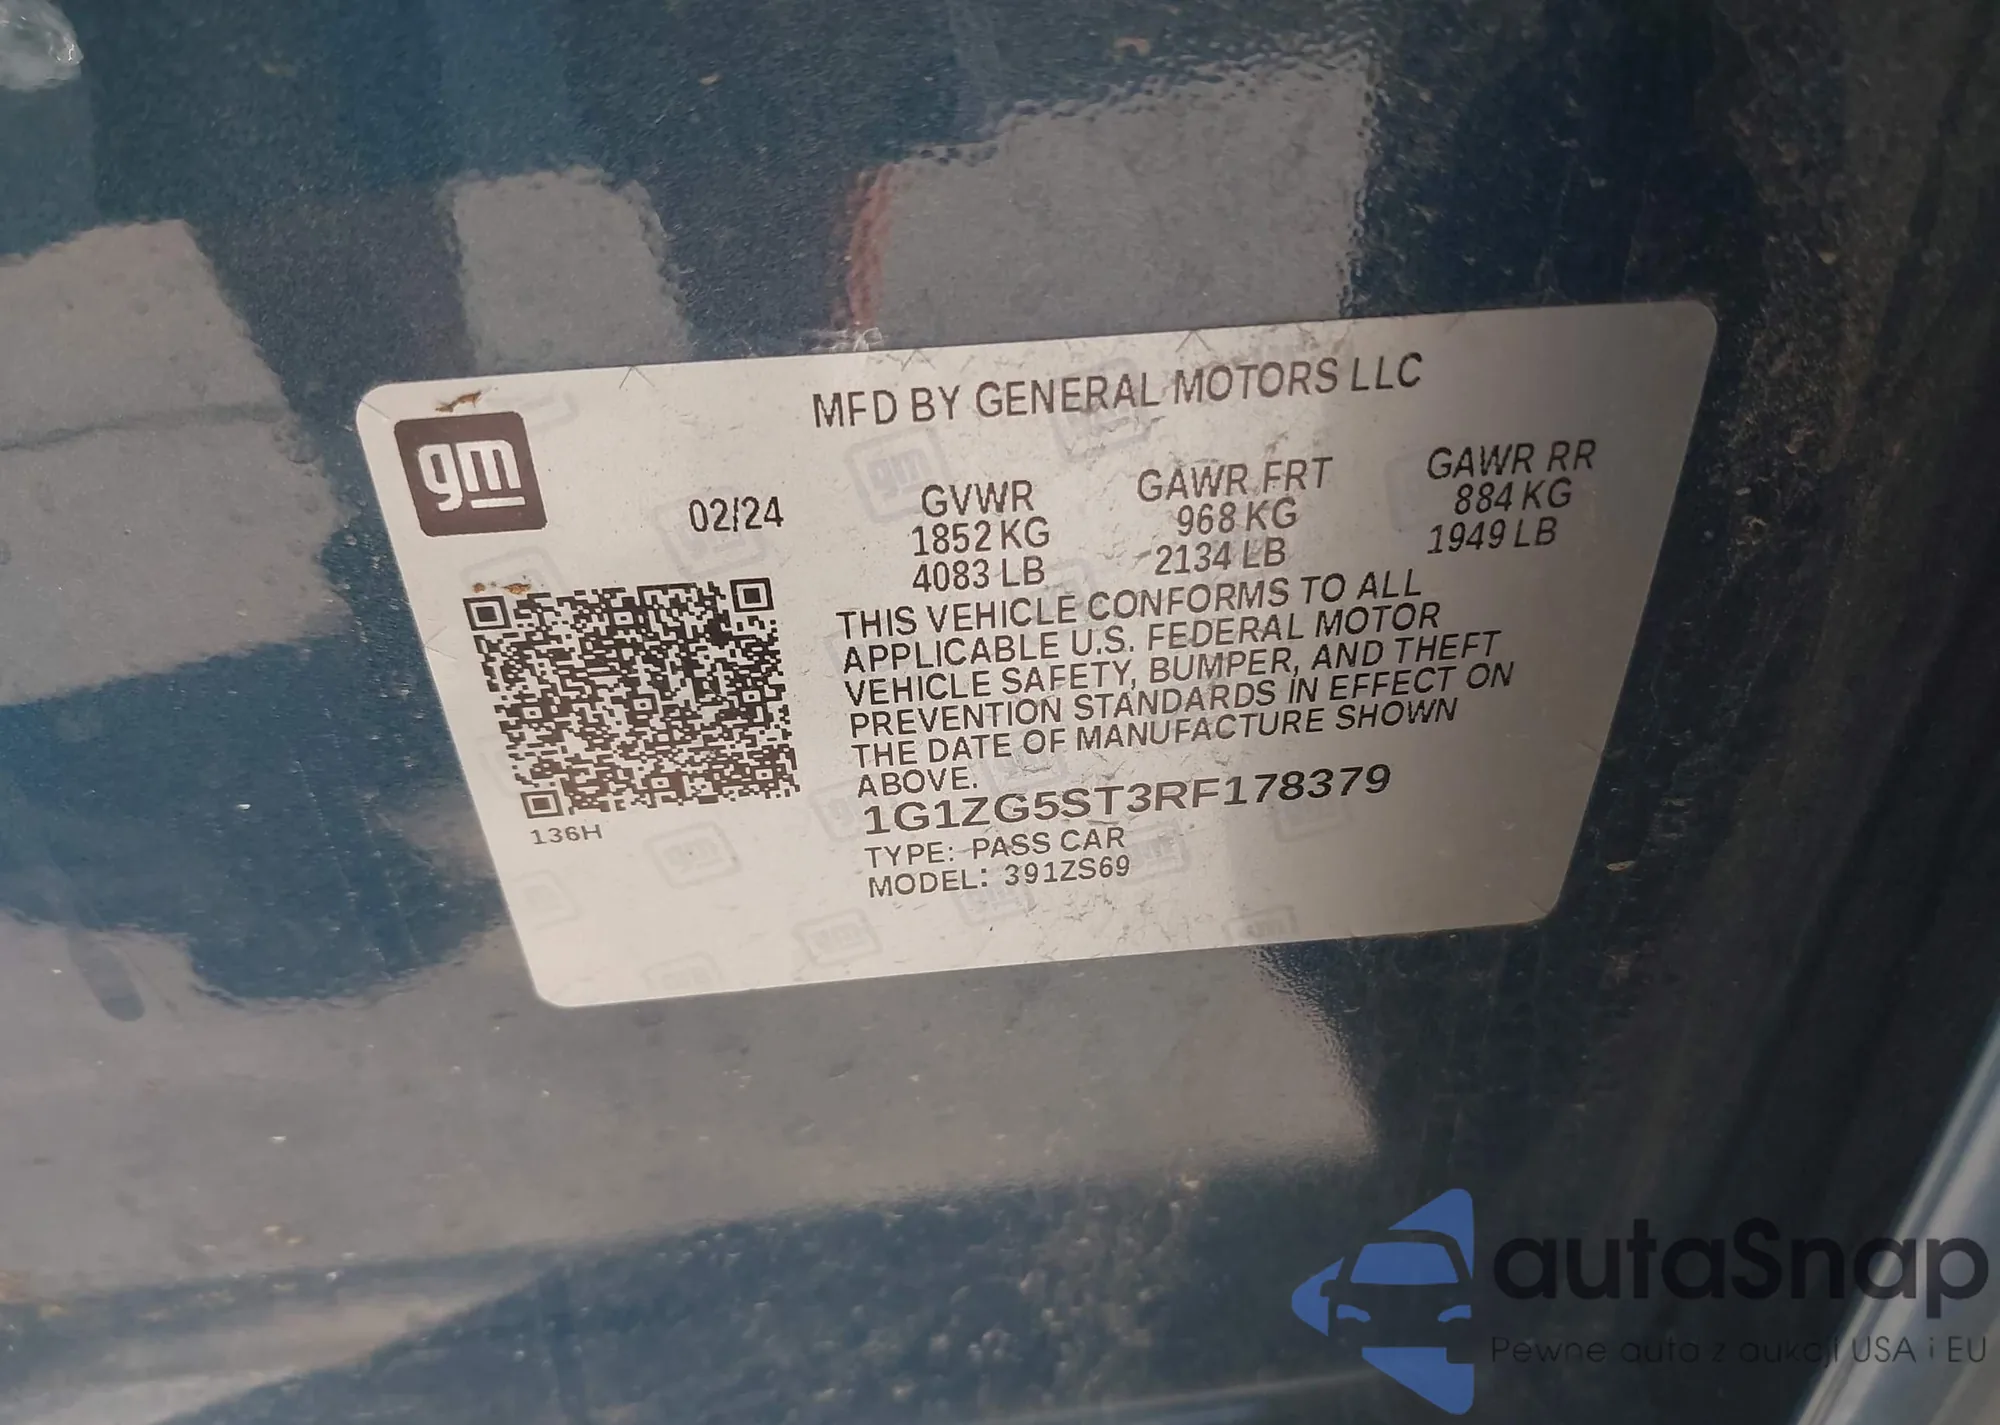 MFD BY GENERAL MOTORS LLC
gm
02/24
GVWR
1852 KG
4083 LB
GAWR FRT
968 KG
2134 LB
GAWR RR
884 KG
1949 LB
THIS VEHICLE CONFORMS TO ALL
APPLICABLE U.S. FEDERAL MOTOR
VEHICLE SAFETY, BUMPER, AND THEFT
PREVENTION STANDARDS IN EFFECT ON
THE DATE OF MANUFACTURE SHOWN
ABOVE.
1G1ZG5ST3RF178379
TYPE: PASS CAR
MODEL: 391ZS69
136H
autaSnap
Pewne auta z aukcji USA i EU